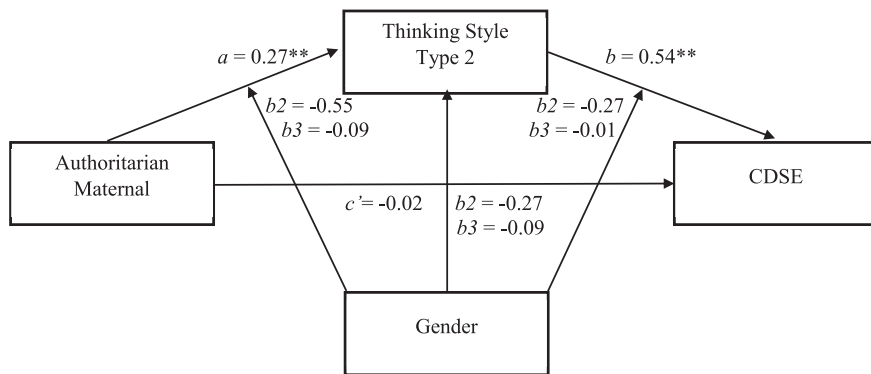 Thinking Style
Type 2
a = 0.27**
b = 0.54**
b2 = -0.55
b3 = -0.09
b2 = -0.27
b3 = -0.01
Authoritarian
Maternal
CDSE
c’= -0.02
b2 = -0.27
b3 = -0.09
Gender